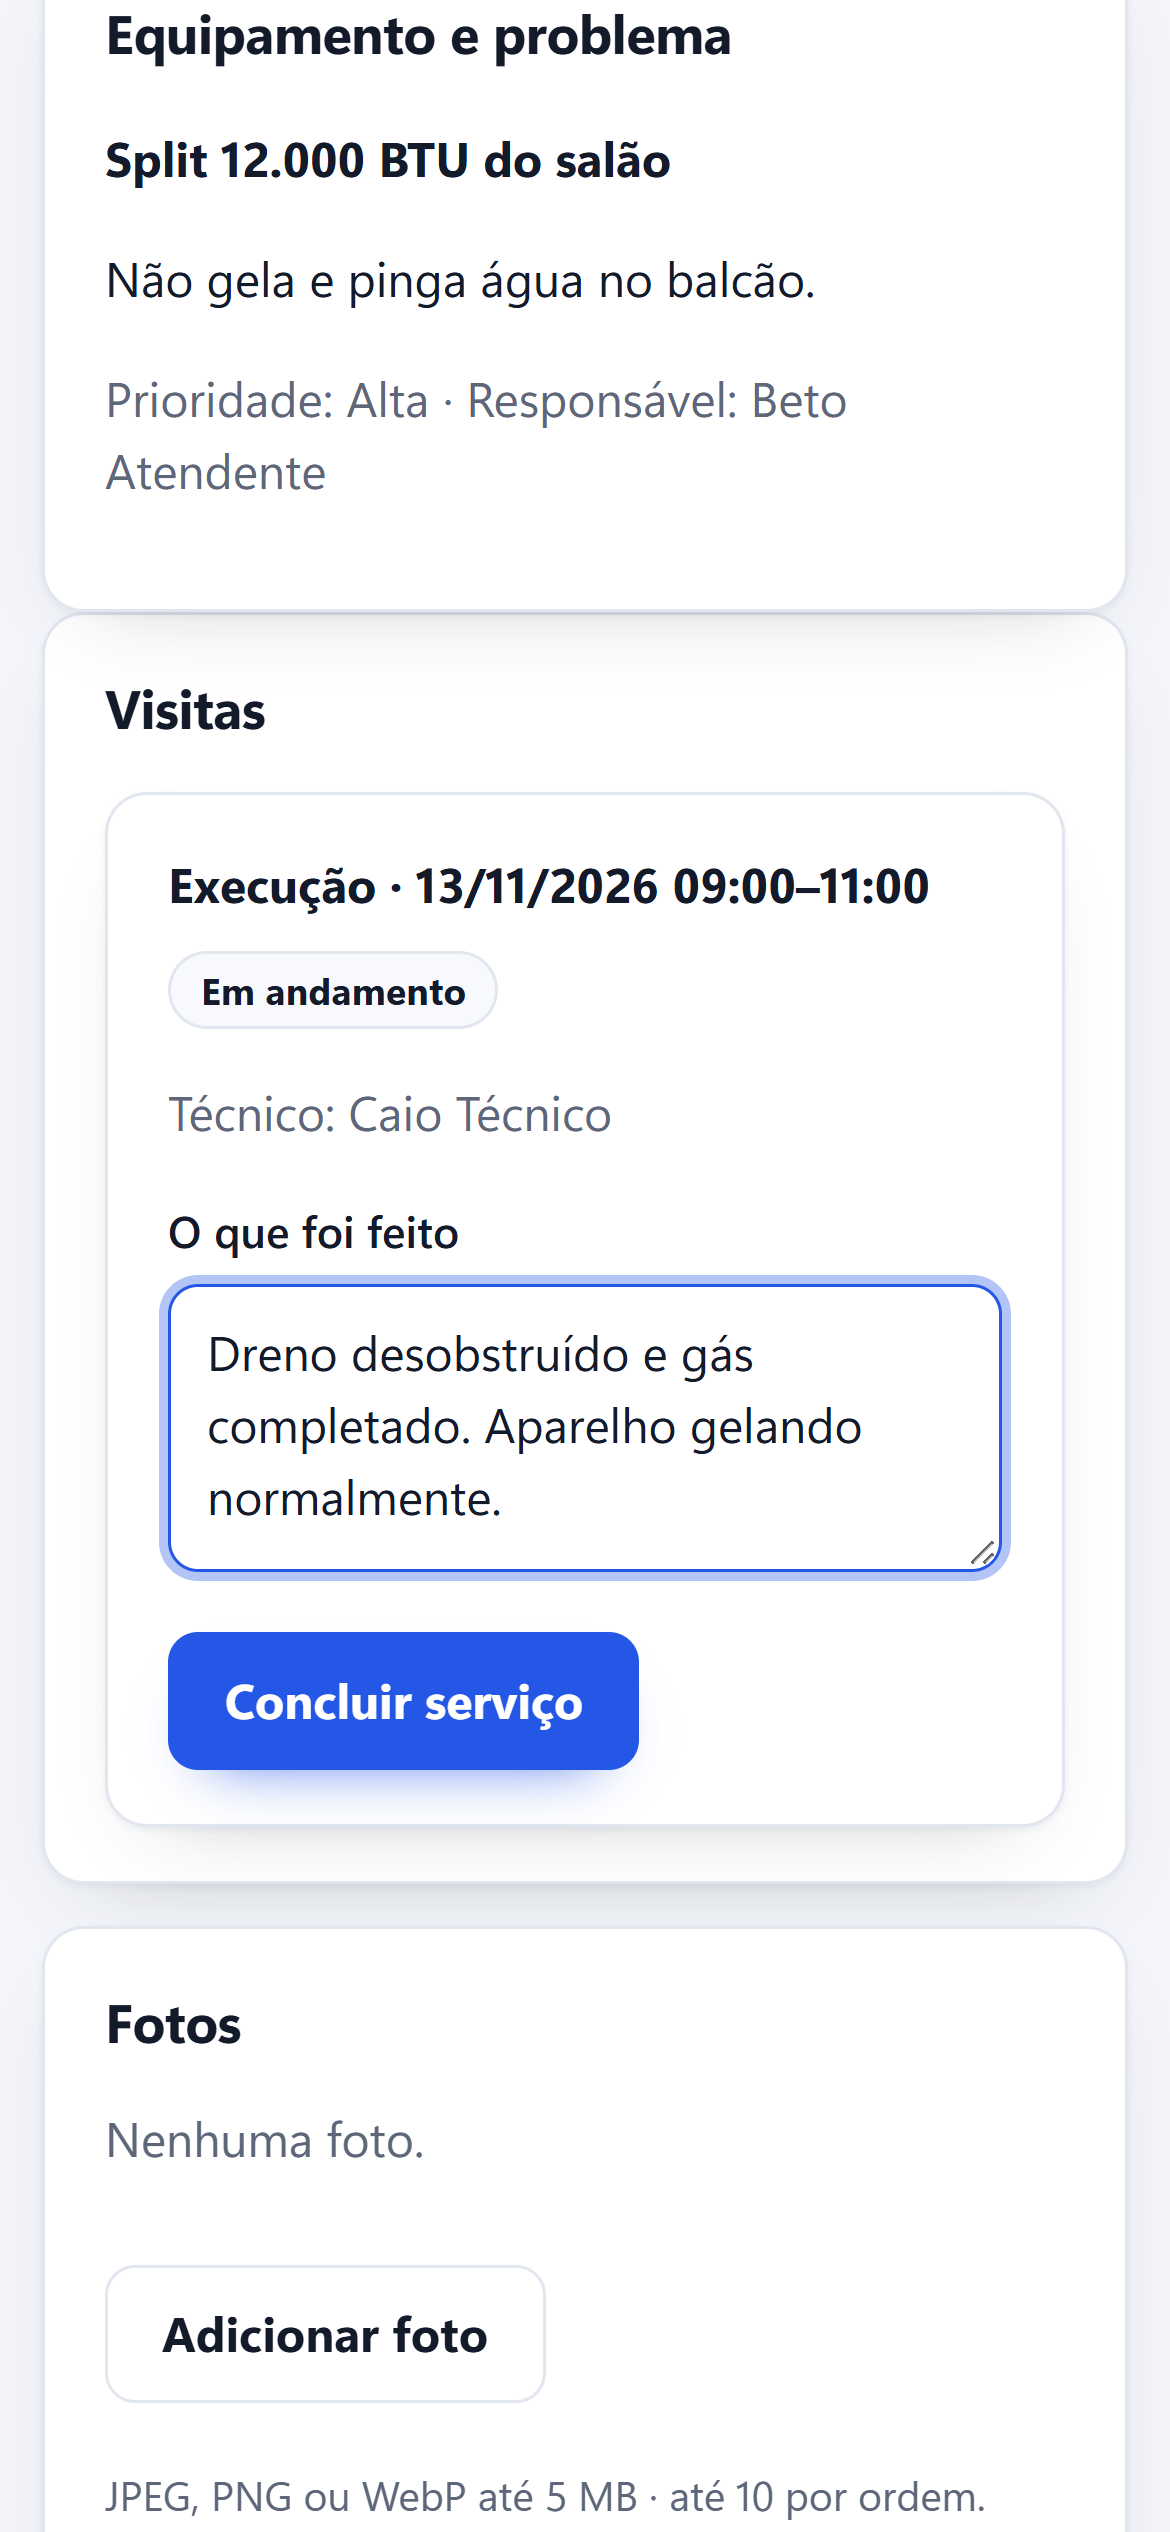 Equipamento e problema
Split 12.000 BTU do salão
Não gela e pinga água no balcão.
Prioridade: Alta · Responsável: Beto
Atendente
Visitas
Execução · 13/11/2026 09:00–11:00
Em andamento
Técnico: Caio Técnico
O que foi feito
Dreno desobstruído e gás
completado. Aparelho gelando
normalmente.
Concluir serviço
Fotos
Nenhuma foto.
Adicionar foto
JPEG, PNG ou WebP até 5 MB · até 10 por ordem.